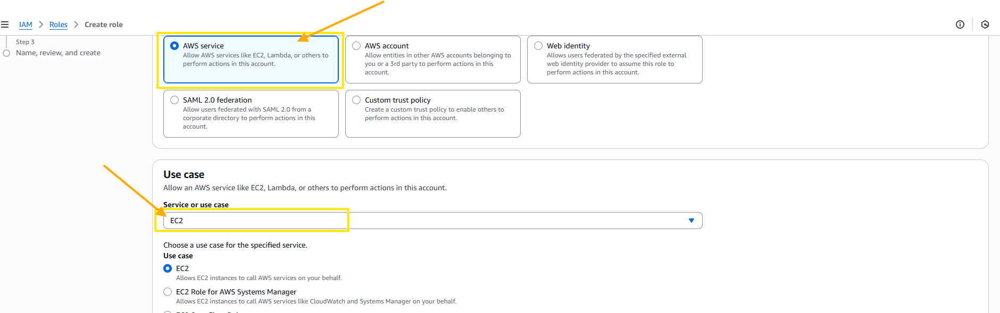 IAM > Roles > Create role
Step 3
Name, review, and create
AWS service
Allow AWS services like EC2, Lambda, or others to
perform actions in this account.
AWS account
Allow entities in other AWS accounts belonging to
you or a 3rd party to perform actions in this
account.
Web identity
Allows users federated by the specified external
web identity provider to assume this role to
perform actions in this account.
SAML 2.0 federation
Allow users federated with SAML 2.0 from a
corporate directory to perform actions in this
account.
Custom trust policy
Create a custom trust policy to enable others to
perform actions in this account.
Use case
Allow an AWS service like EC2, Lambda, or others to perform actions in this account.
Service or use case
EC2
Choose a use case for the specified service.
Use case
EC2
Allows EC2 instances to call AWS services on your behalf.
EC2 Role for AWS Systems Manager
Allows EC2 instances to call AWS services like CloudWatch and Systems Manager on your behalf.